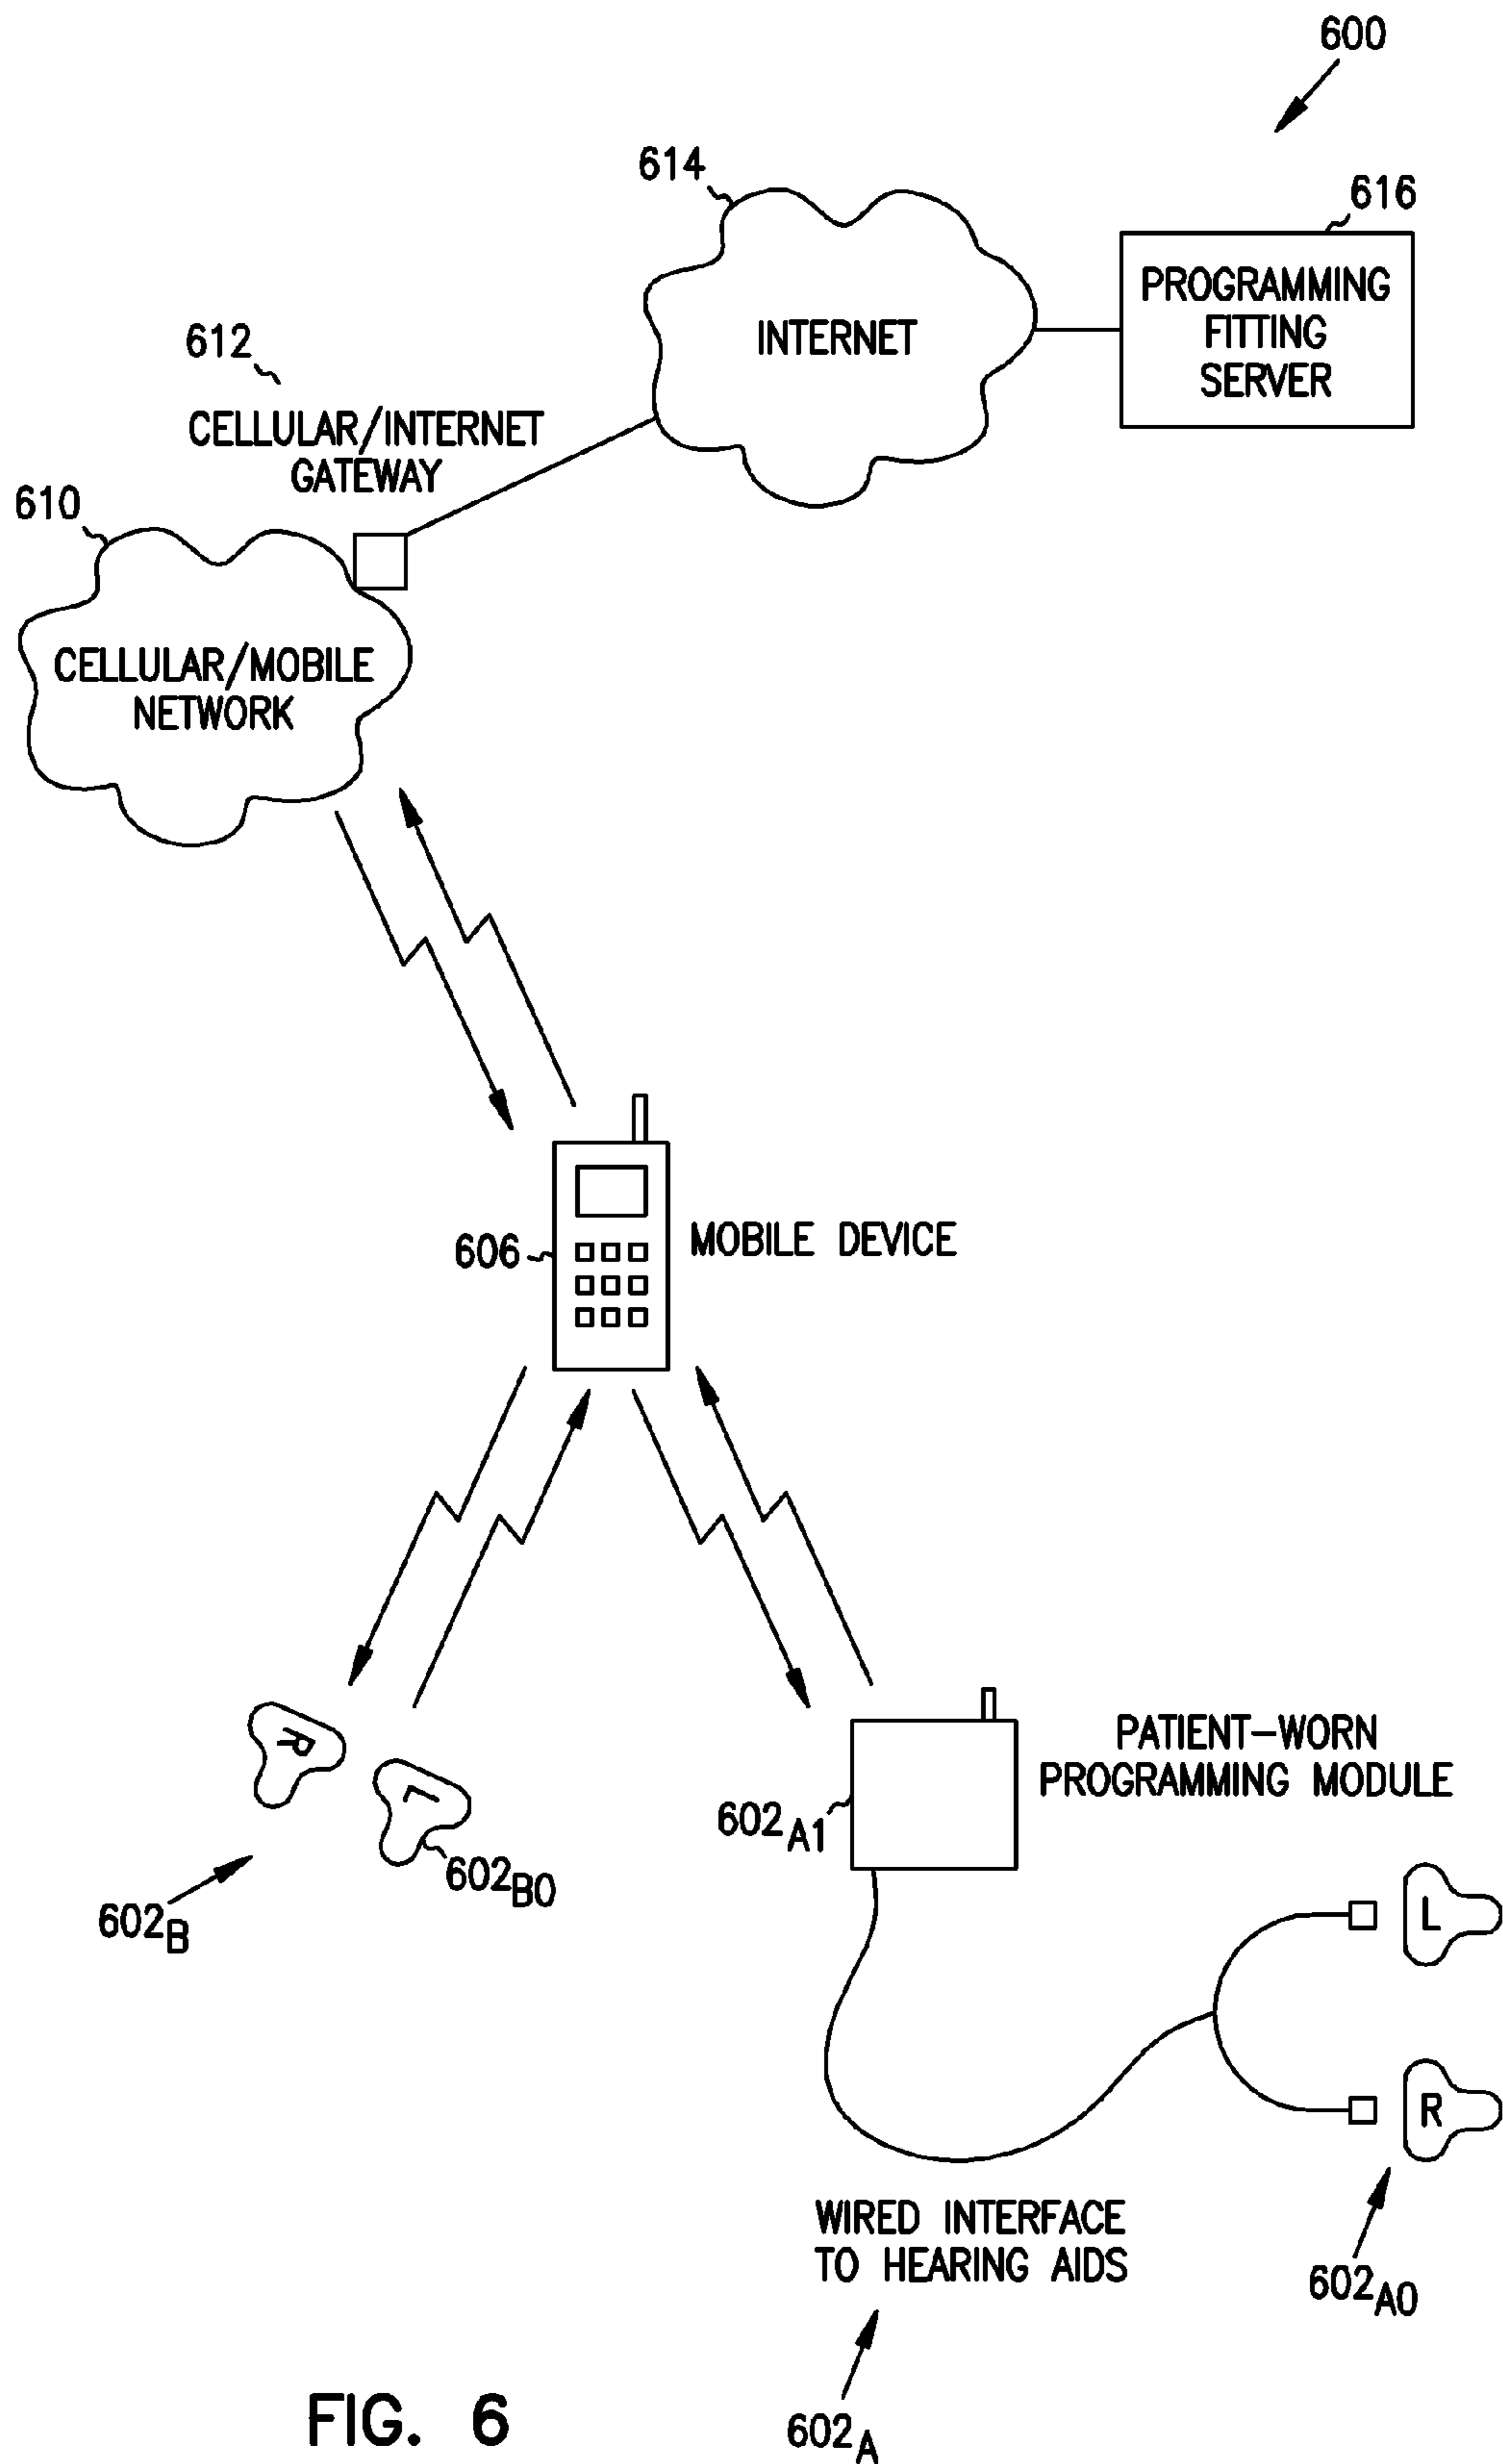 600
614
616
PROGRAMMING
FITTING
SERVER
INTERNET
612
CELLULAR/INTERNET
GATEWAY
610
CELLULAR/MOBILE
NETWORK
606
MOBILE DEVICE
R
L
602B0
602B
602A1
PATIENT-WORN
PROGRAMMING MODULE
L
R
WIRED INTERFACE
TO HEARING AIDS
602A0
602A
FIG. 6